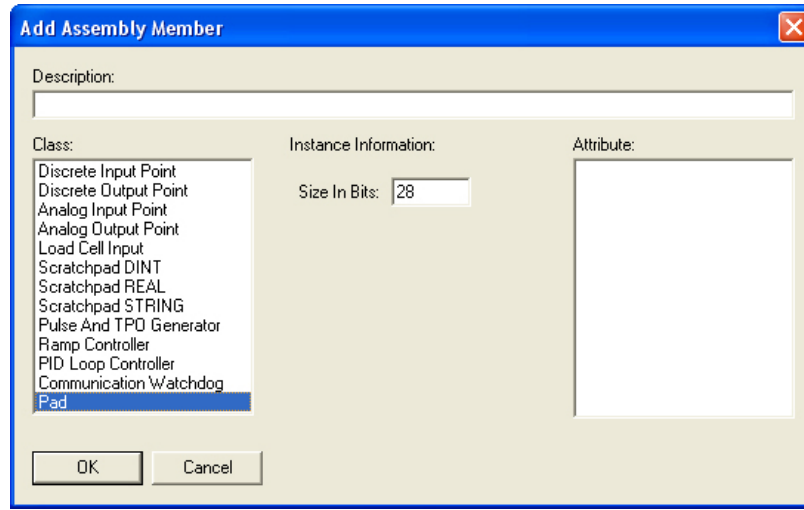 Add Assembly Member
Description:
Class:
Instance Information:
Attribute:
Discrete Input Point
Discrete Output Point
Analog Input Point
Analog Output Point
Load Cell Input
Scratchpad DINT
Scratchpad REAL
Scratchpad STRING
Pulse And TPO Generator
Ramp Controller
PID Loop Controller
Communication Watchdog
Pad
Size In Bits: 28
OK Cancel